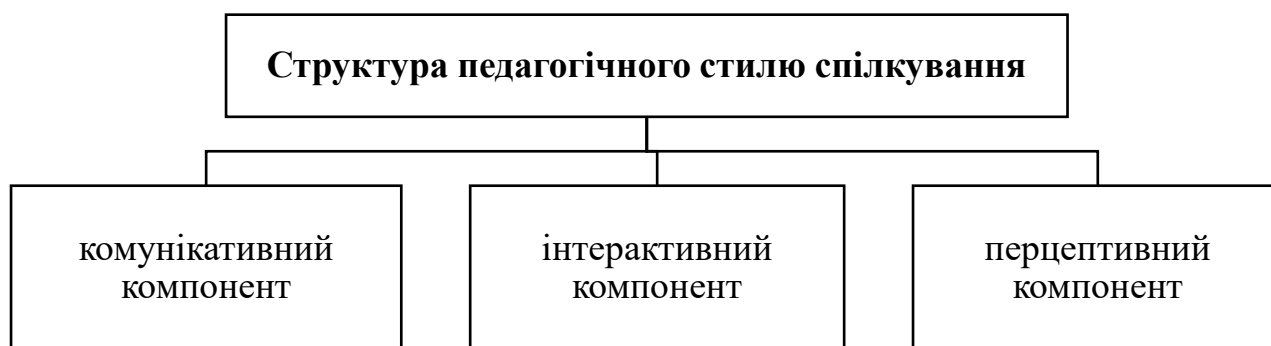 Структура педагогічного стилю спілкування
комунікативний
компонент
інтерактивний
компонент
перцептивний
компонент